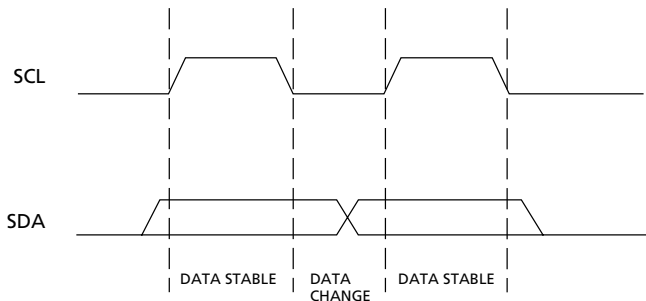 SCL
SDA
DATA STABLE
DATA
CHANGE
DATA STABLE